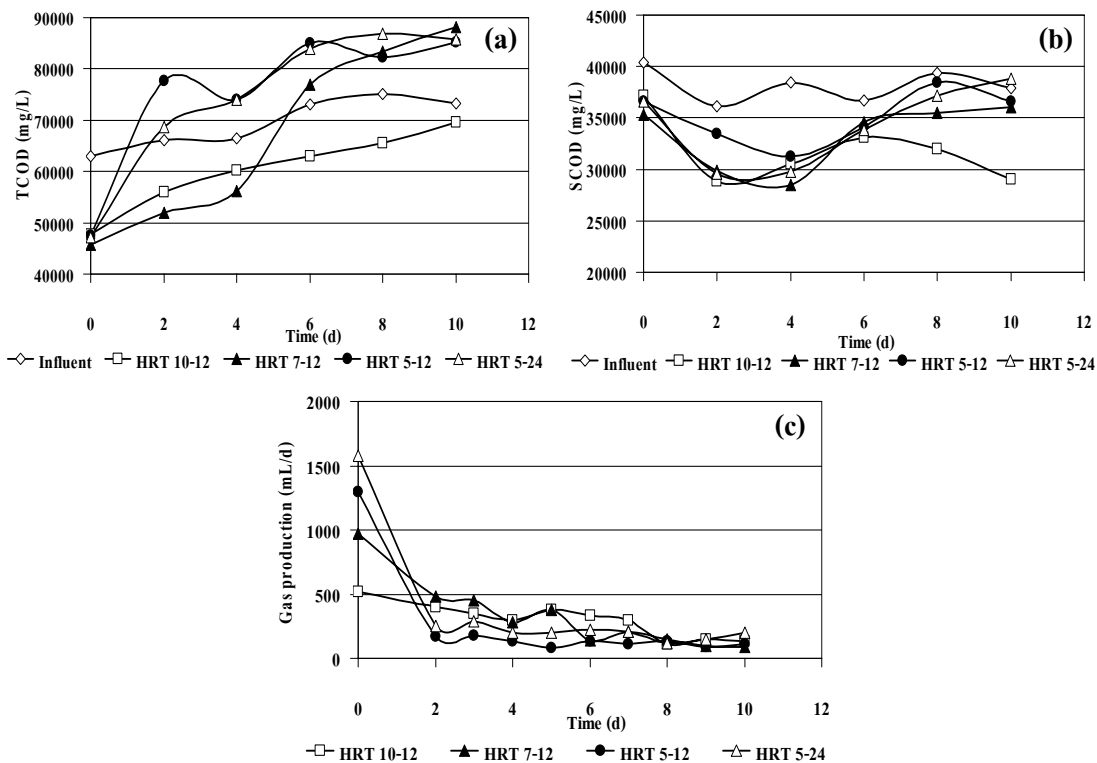 (a)
TCOD (mg/L)
90000
80000
70000
60000
50000
40000
0 2 4 6 8 10 12
Time (d)
Influent HRT 10-12 HRT 7-12 HRT 5-12 HRT 5-24
(b)
SCOD (mg/L)
45000
40000
35000
30000
25000
20000
0 2 4 6 8 10 12
Time (d)
Influent HRT 10-12 HRT 7-12 HRT 5-12 HRT 5-24
(c)
Gas production (mL/d)
2000
1500
1000
500
0
0 2 4 6 8 10 12
Time (d)
HRT 10-12 HRT 7-12 HRT 5-12 HRT 5-24